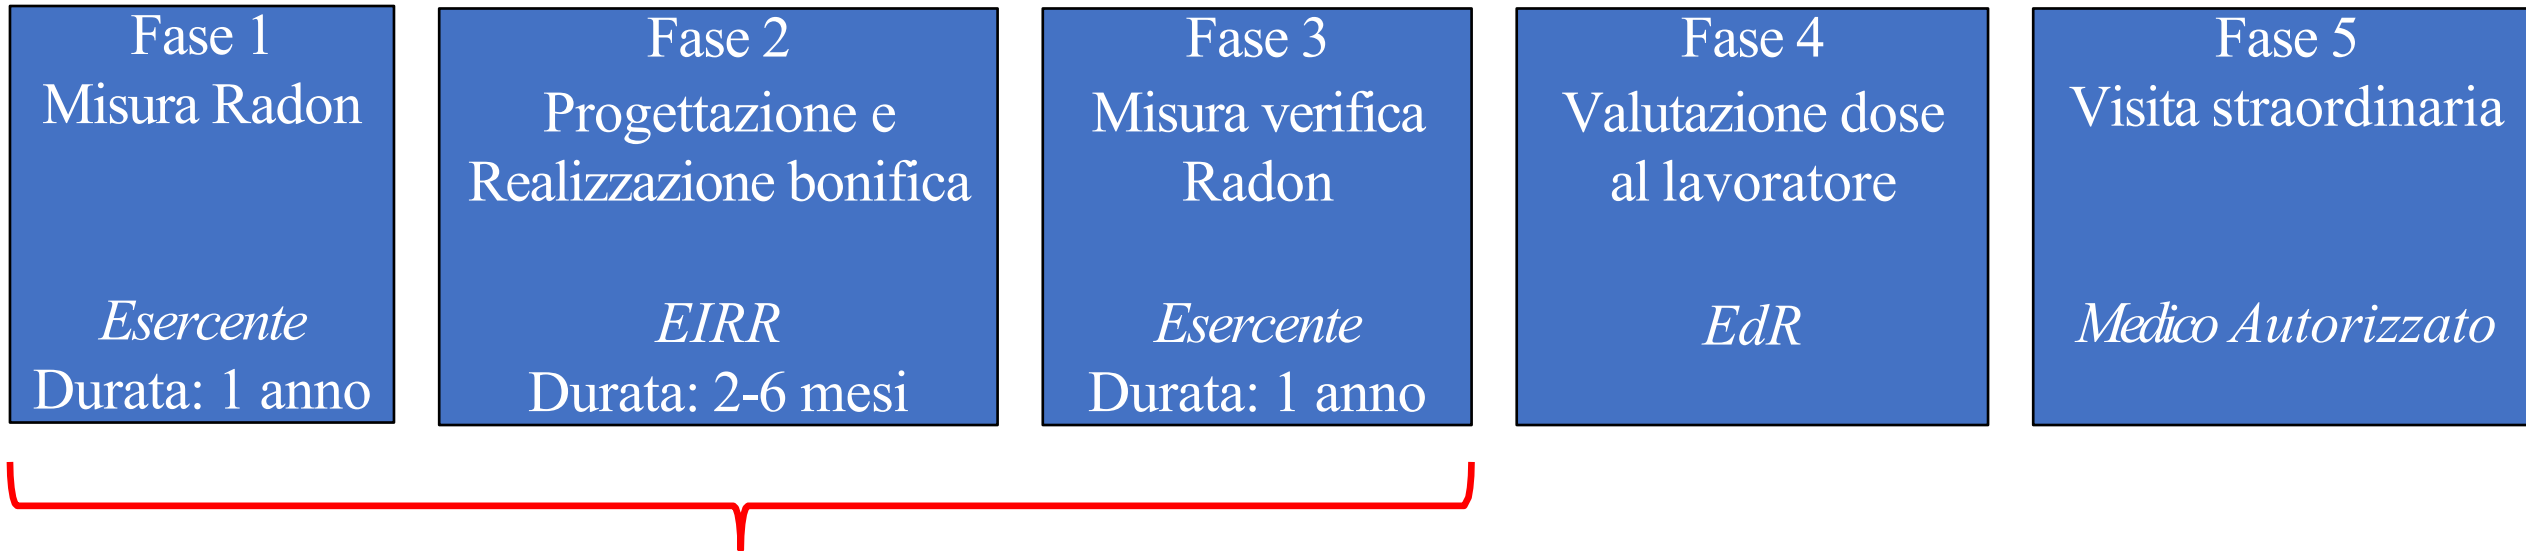 Fase 1
Misura Radon
Esercente
Durata: 1 anno
Fase 2
Progettazione e
Realizzazione bonifica
EIRR
Durata: 2-6 mesi
Fase 3
Misura verifica
Radon
Esercente
Durata: 1 anno
Fase 4
Valutazione dose
al lavoratore
EdR
Fase 5
Visita straordinaria
Medico Autorizzato